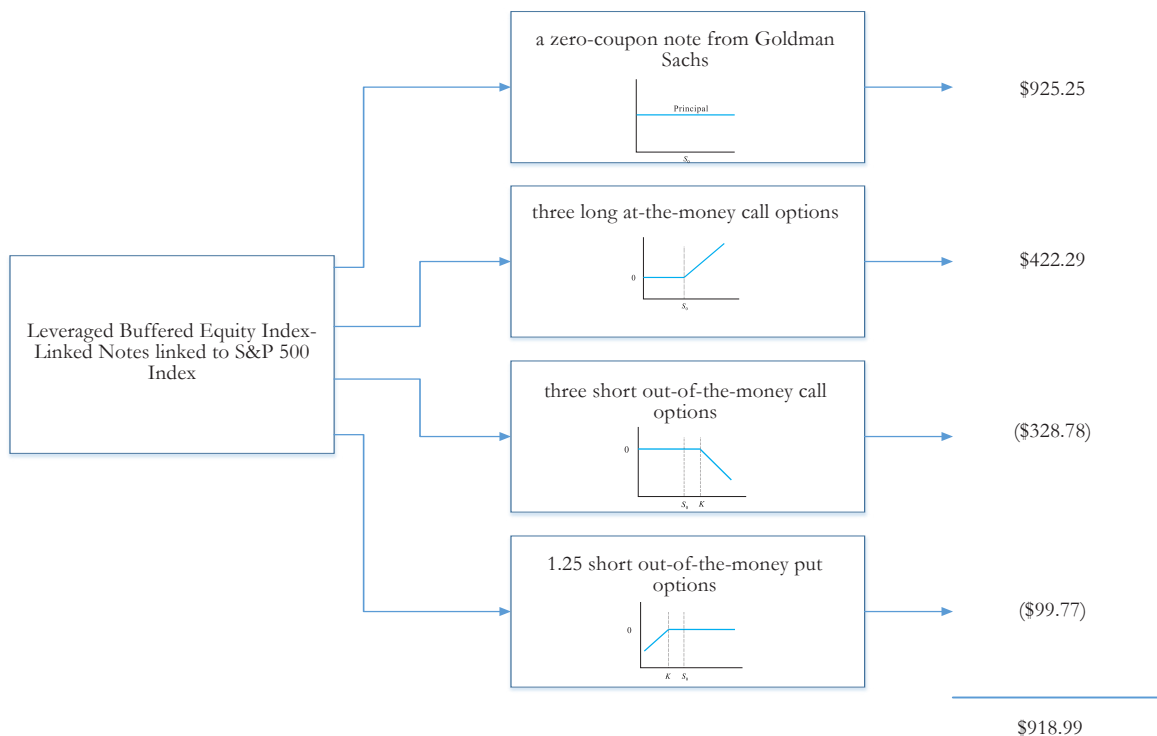 a zero-coupon note from Goldman
Sachs
Principal
S₀
$925.25
three long at-the-money call options
0
S₀
$422.29
Leveraged Buffered Equity Index-
Linked Notes linked to S&P 500
Index
three short out-of-the-money call
options
0
S₀ K
($328.78)
1.25 short out-of-the-money put
options
0
K S₀
($99.77)
$918.99